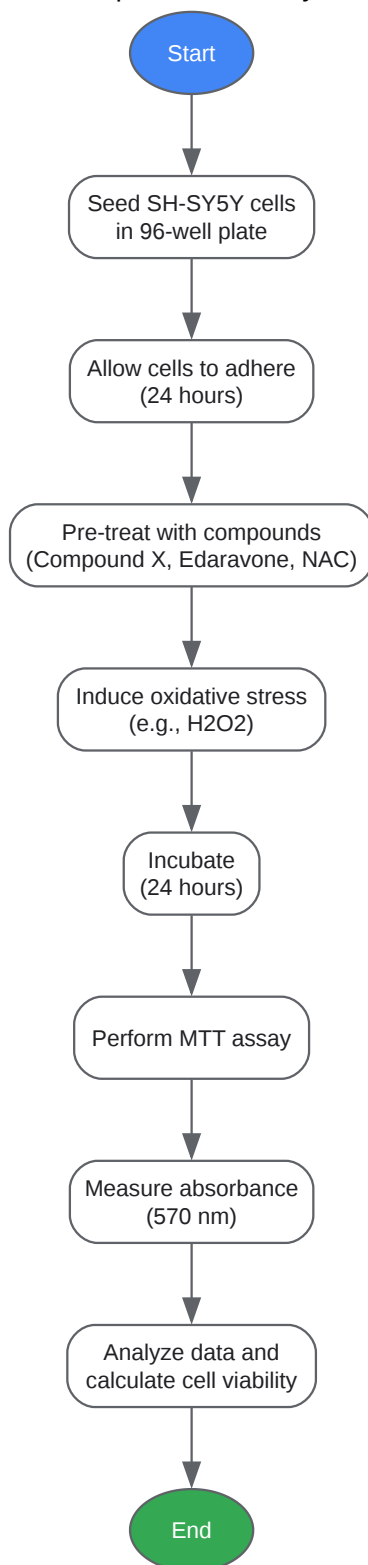 Start
Seed SH-SY5Y cells
in 96-well plate
Allow cells to adhere
(24 hours)
Pre-treat with compounds
(Compound X, Edaravone, NAC)
Induce oxidative stress
(e.g., H2O2)
Incubate
(24 hours)
Perform MTT assay
Measure absorbance
(570 nm)
Analyze data and
calculate cell viability
End